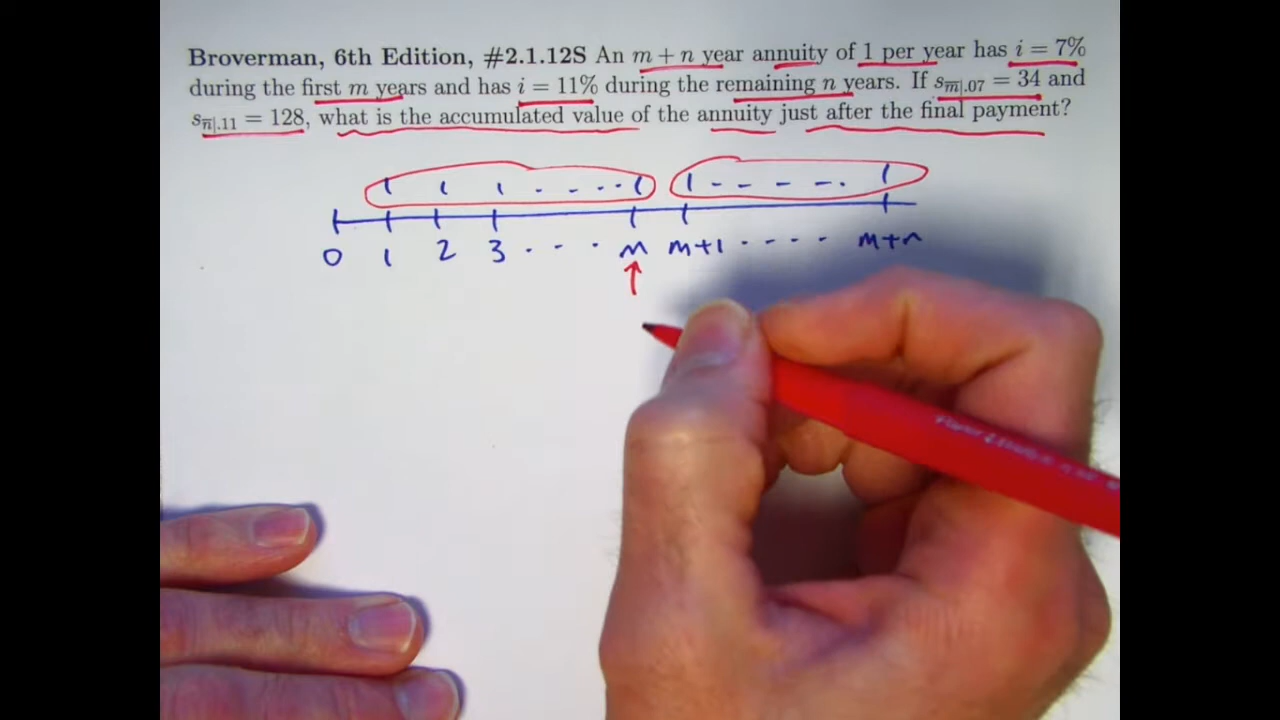 Broverman, 6th Edition, #2.1.12S An m + n year annuity of 1 per year has i = 7%
during the first m years and has i = 11% during the remaining n years. If s_{m̅|.07} = 34 and
s_{n̅|.11} = 128, what is the accumulated value of the annuity just after the final payment?
1 1 1 - - - - - 1 1 - - - - . 1
0 1 2 3 · · · m m+1 · · · · m+n